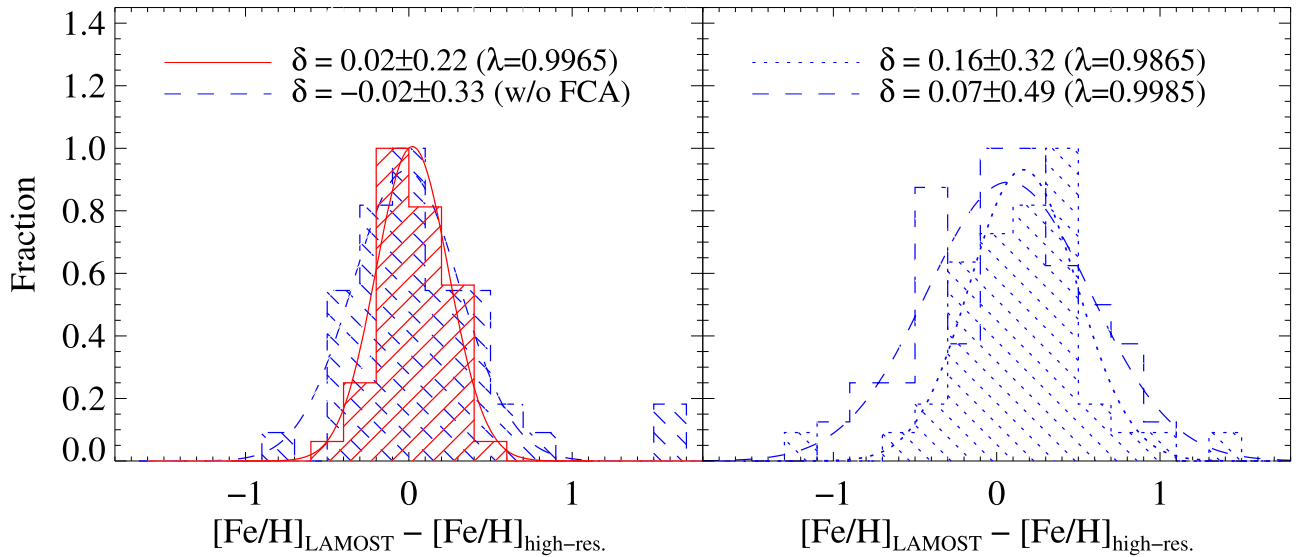 1.4
1.2
1.0
0.8
0.6
0.4
0.2
0.0
Fraction
δ = 0.02±0.22 (λ=0.9965)
δ = −0.02±0.33 (w/o FCA)
−1 0 1
[Fe/H]LAMOST − [Fe/H]high−res.
δ = 0.16±0.32 (λ=0.9865)
δ = 0.07±0.49 (λ=0.9985)
−1 0 1
[Fe/H]LAMOST − [Fe/H]high−res.